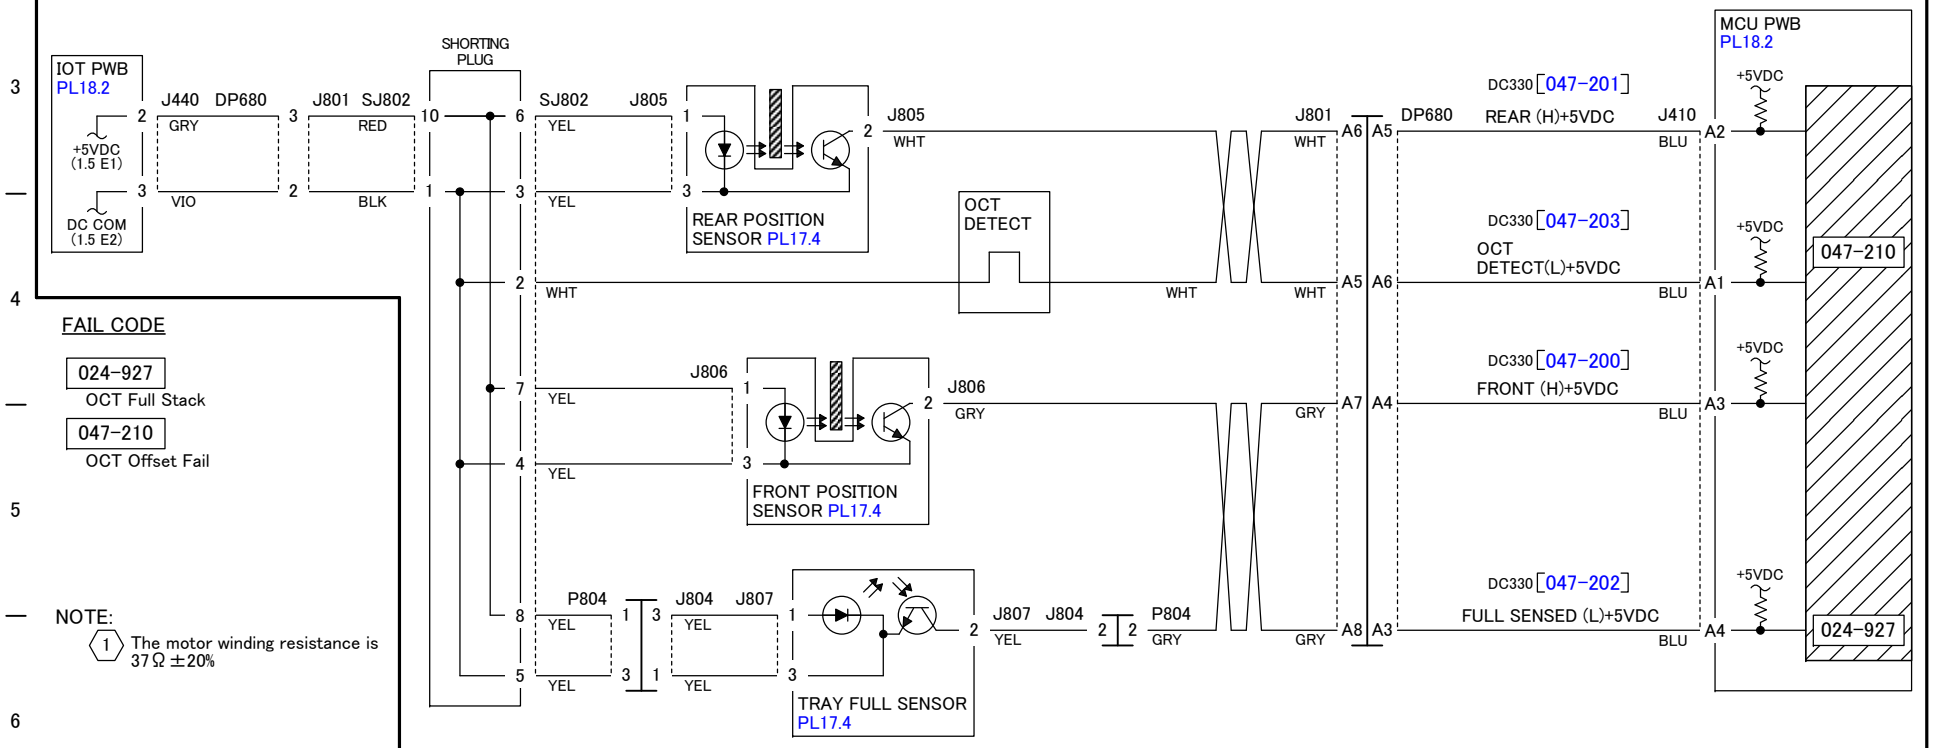 SHORTING
PLUG
MCU PWB
PL18.2
IOT PWB
PL18.2
3
2
J440
DP680
GRY
3
J801
SJ802
RED
10
6
SJ802
J805
YEL
1
2
J805
WHT
J801
WHT
A6
A5
DP680
DC330[047-201]
REAR (H)+5VDC
J410
BLU
A2
+5VDC
+5VDC
(1.5 E1)
3
VIO
2
BLK
1
3
YEL
3
DC COM
(1.5 E2)
REAR POSITION
SENSOR PL17.4
OCT
DETECT
DC330[047-203]
OCT
DETECT(L)+5VDC
+5VDC
047-210
4
2
WHT
WHT
WHT
A5
A6
BLU
A1
FAIL CODE
024-927
OCT Full Stack
047-210
OCT Offset Fail
7
YEL
J806
1
2
J806
GRY
GRY
A7
A4
DC330[047-200]
FRONT (H)+5VDC
BLU
A3
+5VDC
4
YEL
3
FRONT POSITION
SENSOR PL17.4
5
NOTE:
1
The motor winding resistance is
37Ω±20%
8
P804
YEL
1
3
J804
J807
YEL
1
2
J807
J804
YEL
2
2
P804
GRY
GRY
A8
A3
DC330[047-202]
FULL SENSED (L)+5VDC
BLU
A4
+5VDC
024-927
5
YEL
3
1
YEL
3
TRAY FULL SENSOR
PL17.4
6